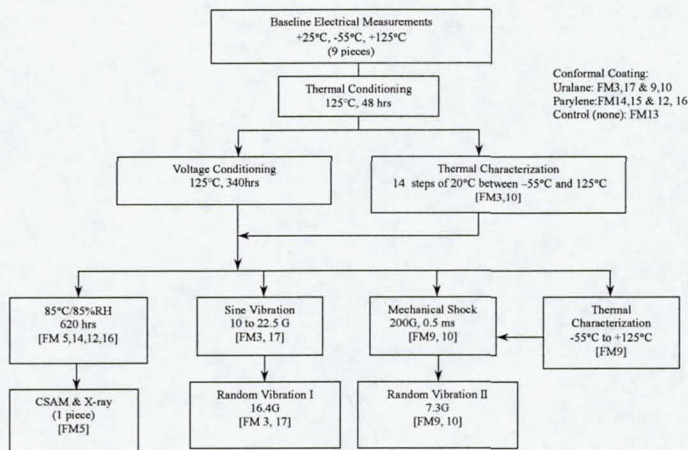 Baseline Electrical Measurements
+25°C, -55°C, +125°C
(9 pieces)
Thermal Conditioning
125°C, 48 hrs
Conformal Coating:
Uralane: FM3,17 & 9,10
Parylene:FM14,15 & 12, 16
Control (none): FM13
Voltage Conditioning
125°C, 340hrs
Thermal Characterization
14 steps of 20°C between –55°C and 125°C
[FM3,10]
85°C/85%RH
620 hrs
[FM 5,14,12,16]
Sine Vibration
10 to 22.5 G
[FM3, 17]
Mechanical Shock
200G, 0.5 ms
[FM9, 10]
Thermal
Characterization
-55°C to +125°C
[FM9]
CSAM & X-ray
(1 piece)
[FM5]
Random Vibration I
16.4G
[FM 3, 17]
Random Vibration II
7.3G
[FM9, 10]